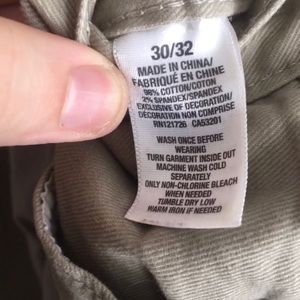 30/32
MADE IN CHINA/
FABRIQUÉ EN CHINE
98% COTTON/COTON
2% SPANDEX/SPANDEX
EXCLUSIVE OF DECORATION/
DECORATION NON COMPRISE
RN121726 CA53201
WASH ONCE BEFORE
WEARING
TURN GARMENT INSIDE OUT
MACHINE WASH COLD
SEPARATELY
ONLY NON-CHLORINE BLEACH
WHEN NEEDED
TUMBLE DRY LOW
WARM IRON IF NEEDED